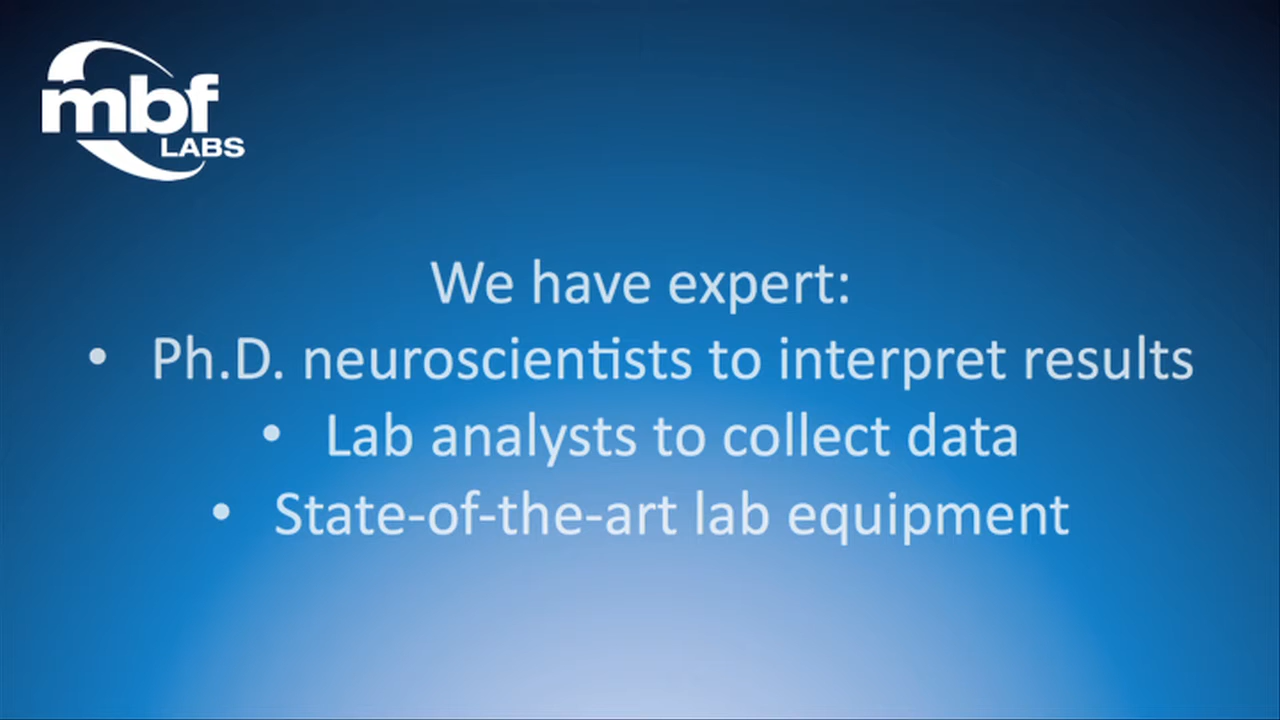 mbf
LABS
We have expert:
• Ph.D. neuroscientists to interpret results
• Lab analysts to collect data
• State-of-the-art lab equipment